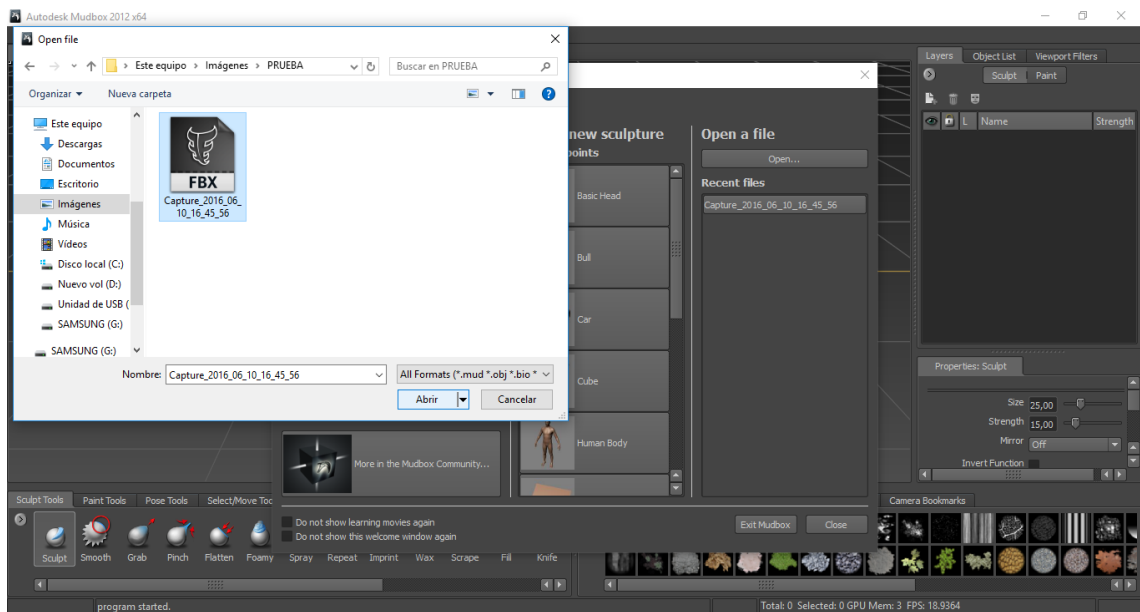 Autodesk Mudbox 2012 x64
Open file
Este equipo > Imágenes > PRUEBA
Buscar en PRUEBA
Organizar
Nueva carpeta
Este equipo
Descargas
Documentos
Escritorio
Imágenes
Música
Vídeos
Disco local (C:)
Nuevo vol (D:)
Unidad de USB (
SAMSUNG (G:)
SAMSUNG (G:)
FBX
Capture_2016_06_
10_16_45_56
Nombre: Capture_2016_06_10_16_45_56
All Formats (*.mud *.obj *.bio *
Abrir
Cancelar
new sculpture
points
Basic Head
Bull
Car
Cube
Human Body
Open a file
Open...
Recent files
Capture_2016_06_10_16_45_56
More in the Mudbox Community...
Do not show learning movies again
Do not show this welcome window again
Exit Mudbox
Close
Layers
Object List
Viewport Filters
Sculpt
Paint
L
Name
Strength
Properties: Sculpt
Size 25,00
Strength 15,00
Mirror Off
Invert Function
Sculpt Tools
Paint Tools
Pose Tools
Select/Move Too
Camera Bookmarks
Sculpt
Smooth
Grab
Pinch
Flatten
Foamy
Spray
Repeat
Imprint
Wax
Scrape
Fill
Knife
program started.
Total: 0 Selected: 0 GPU Mem: 3 FPS: 18.9364